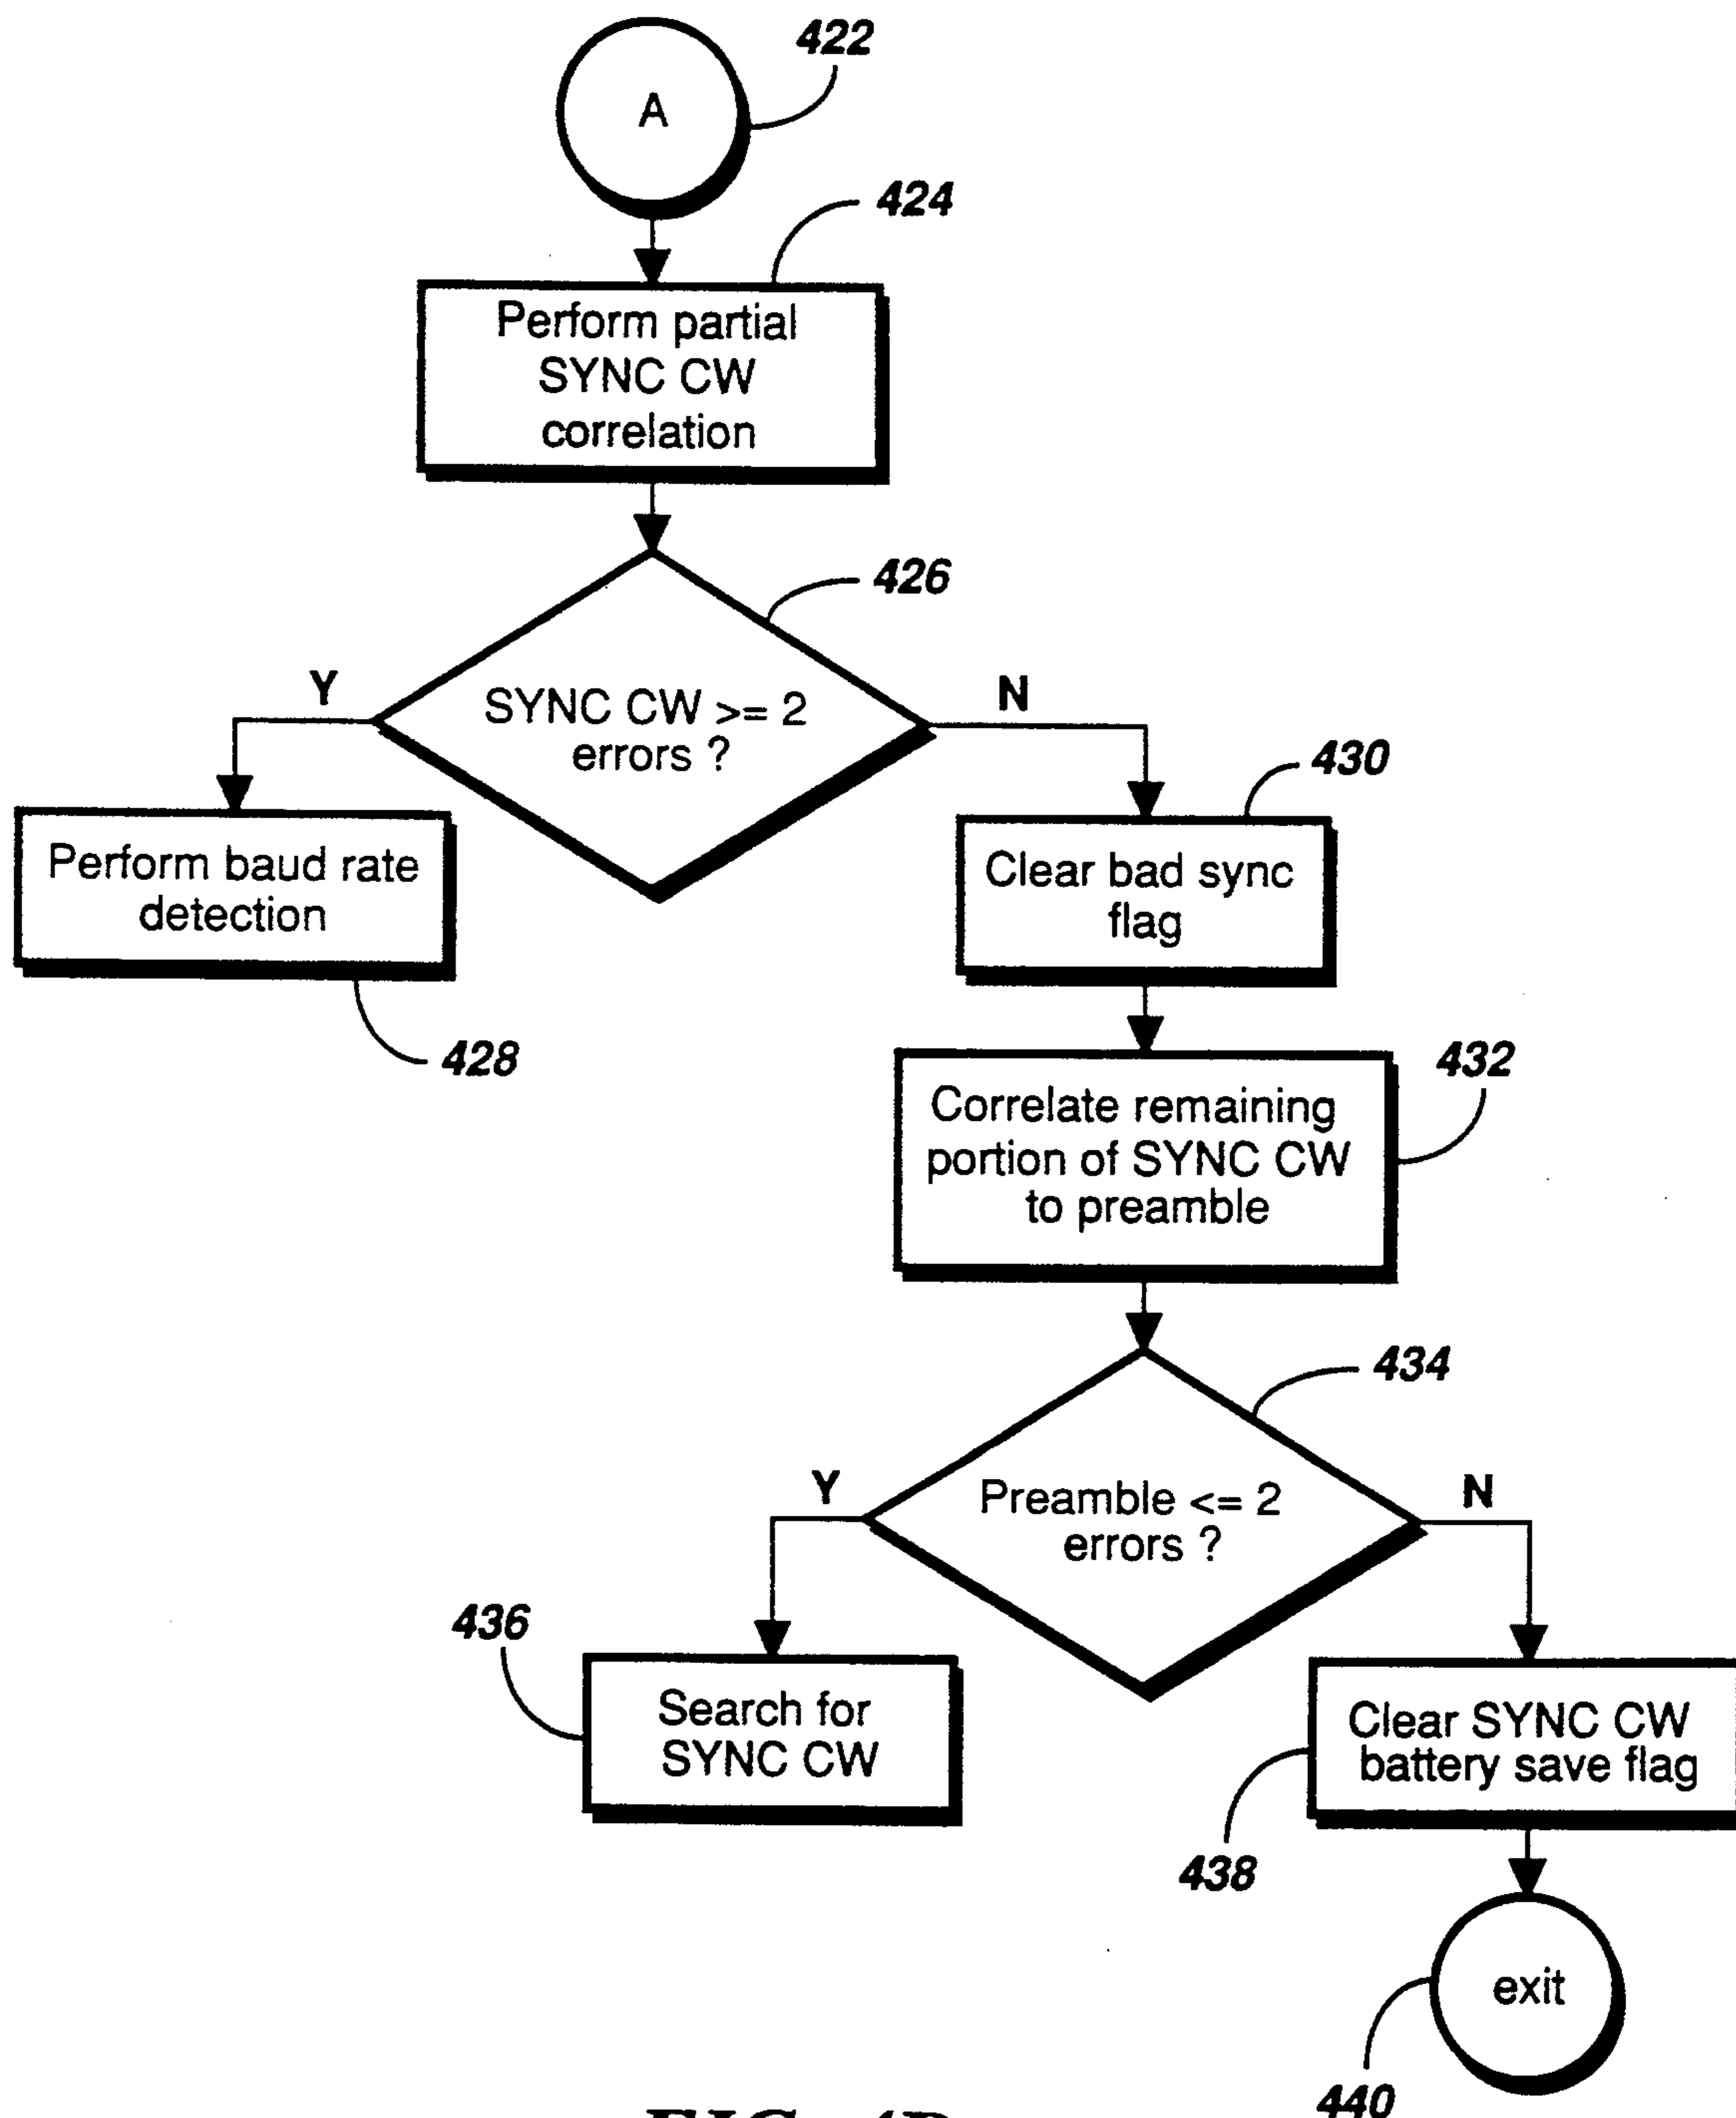 422
A
424
Perform partial
SYNC CW
correlation
426
Y
SYNC CW >= 2
errors ?
N
430
Perform baud rate
detection
Clear bad sync
flag
428
432
Correlate remaining
portion of SYNC CW
to preamble
434
Y
Preamble <= 2
errors ?
N
436
Search for
SYNC CW
Clear SYNC CW
battery save flag
438
exit
440